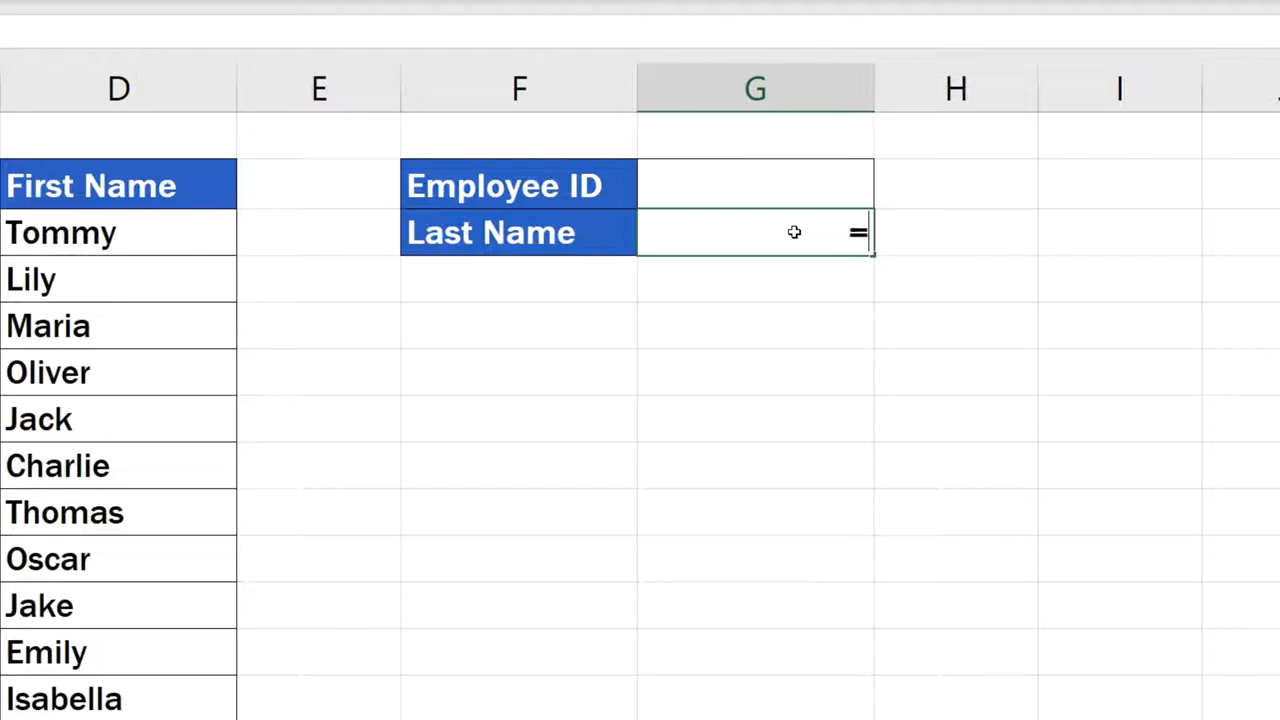 D E F G H I
First Name Employee ID
Tommy Last Name =
Lily
Maria
Oliver
Jack
Charlie
Thomas
Oscar
Jake
Emily
Isabella